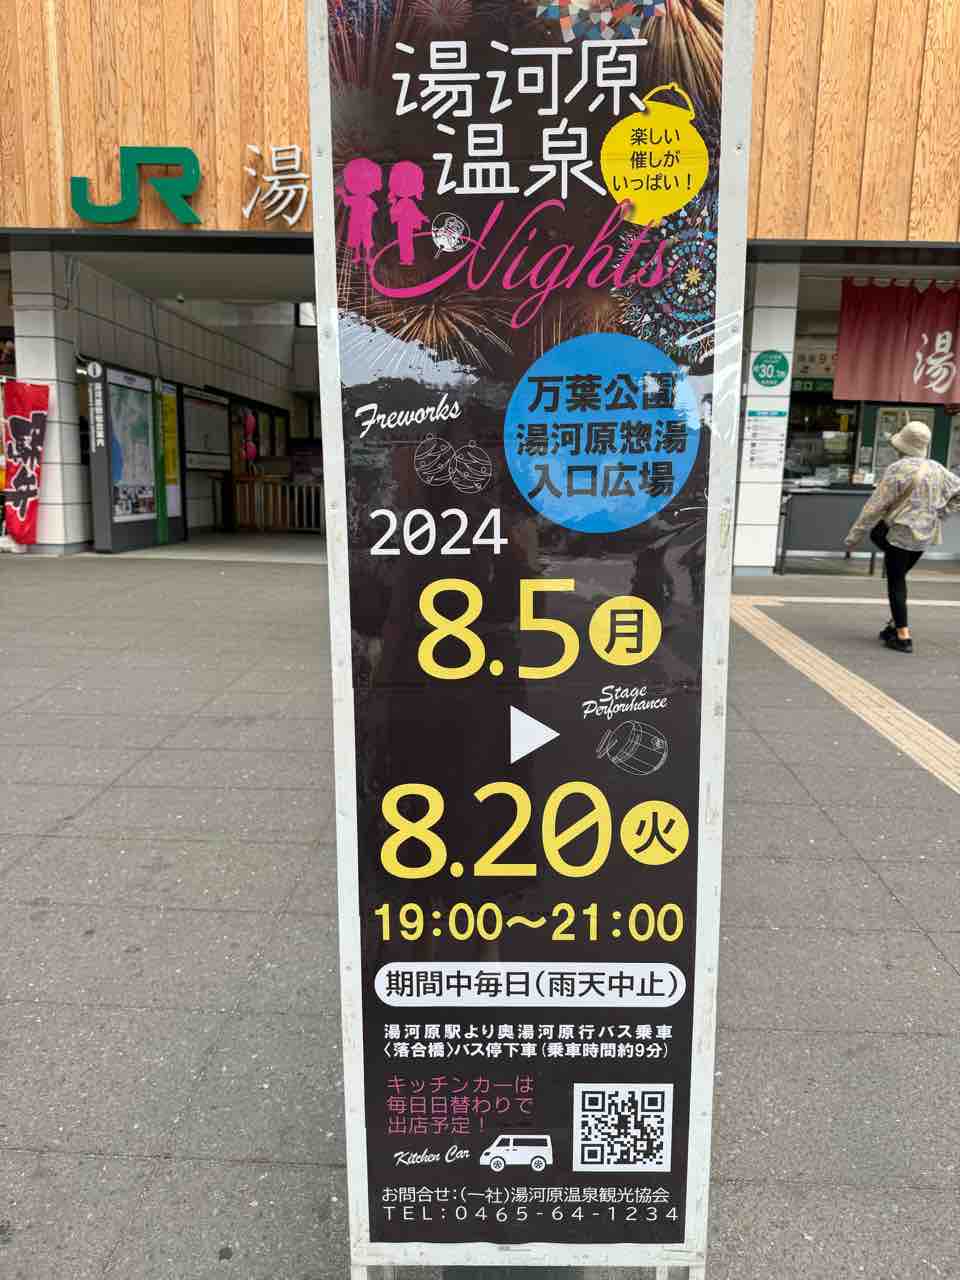 湯河原
温泉
Nights
楽しい
催しが
いっぱい！
JR 湯
万葉公園
湯河原惣湯
入口広場
Freworks
2024
8.5 月
Stage
Performance
8.20 火
19:00～21:00
期間中毎日(雨天中止)
湯河原駅より奥湯河原行バス乗車
〈落合橋〉バス停下車(乗車時間約9分)
キッチンカーは
毎日日替わりで
出店予定！
Kitchen Car
お問合せ:(一社)湯河原温泉観光協会
TEL:0465-64-1234
湯